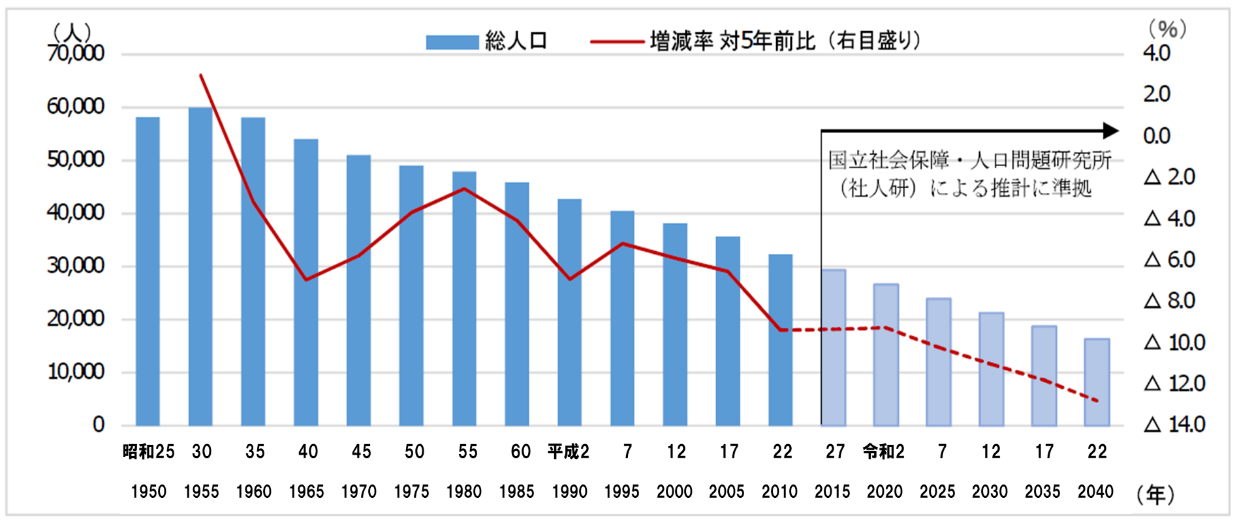 （人） 総人口 増減率 対5年前比（右目盛り） （%）
70,000 4.0
60,000 2.0
50,000 0.0
40,000 △ 2.0
30,000 △ 4.0
20,000 △ 6.0
10,000 △ 8.0
0 △ 10.0
△ 12.0
△ 14.0
国立社会保障・人口問題研究所
（社人研）による推計に準拠
昭和25 30 35 40 45 50 55 60 平成2 7 12 17 22 27 令和2 7 12 17 22
1950 1955 1960 1965 1970 1975 1980 1985 1990 1995 2000 2005 2010 2015 2020 2025 2030 2035 2040 （年）